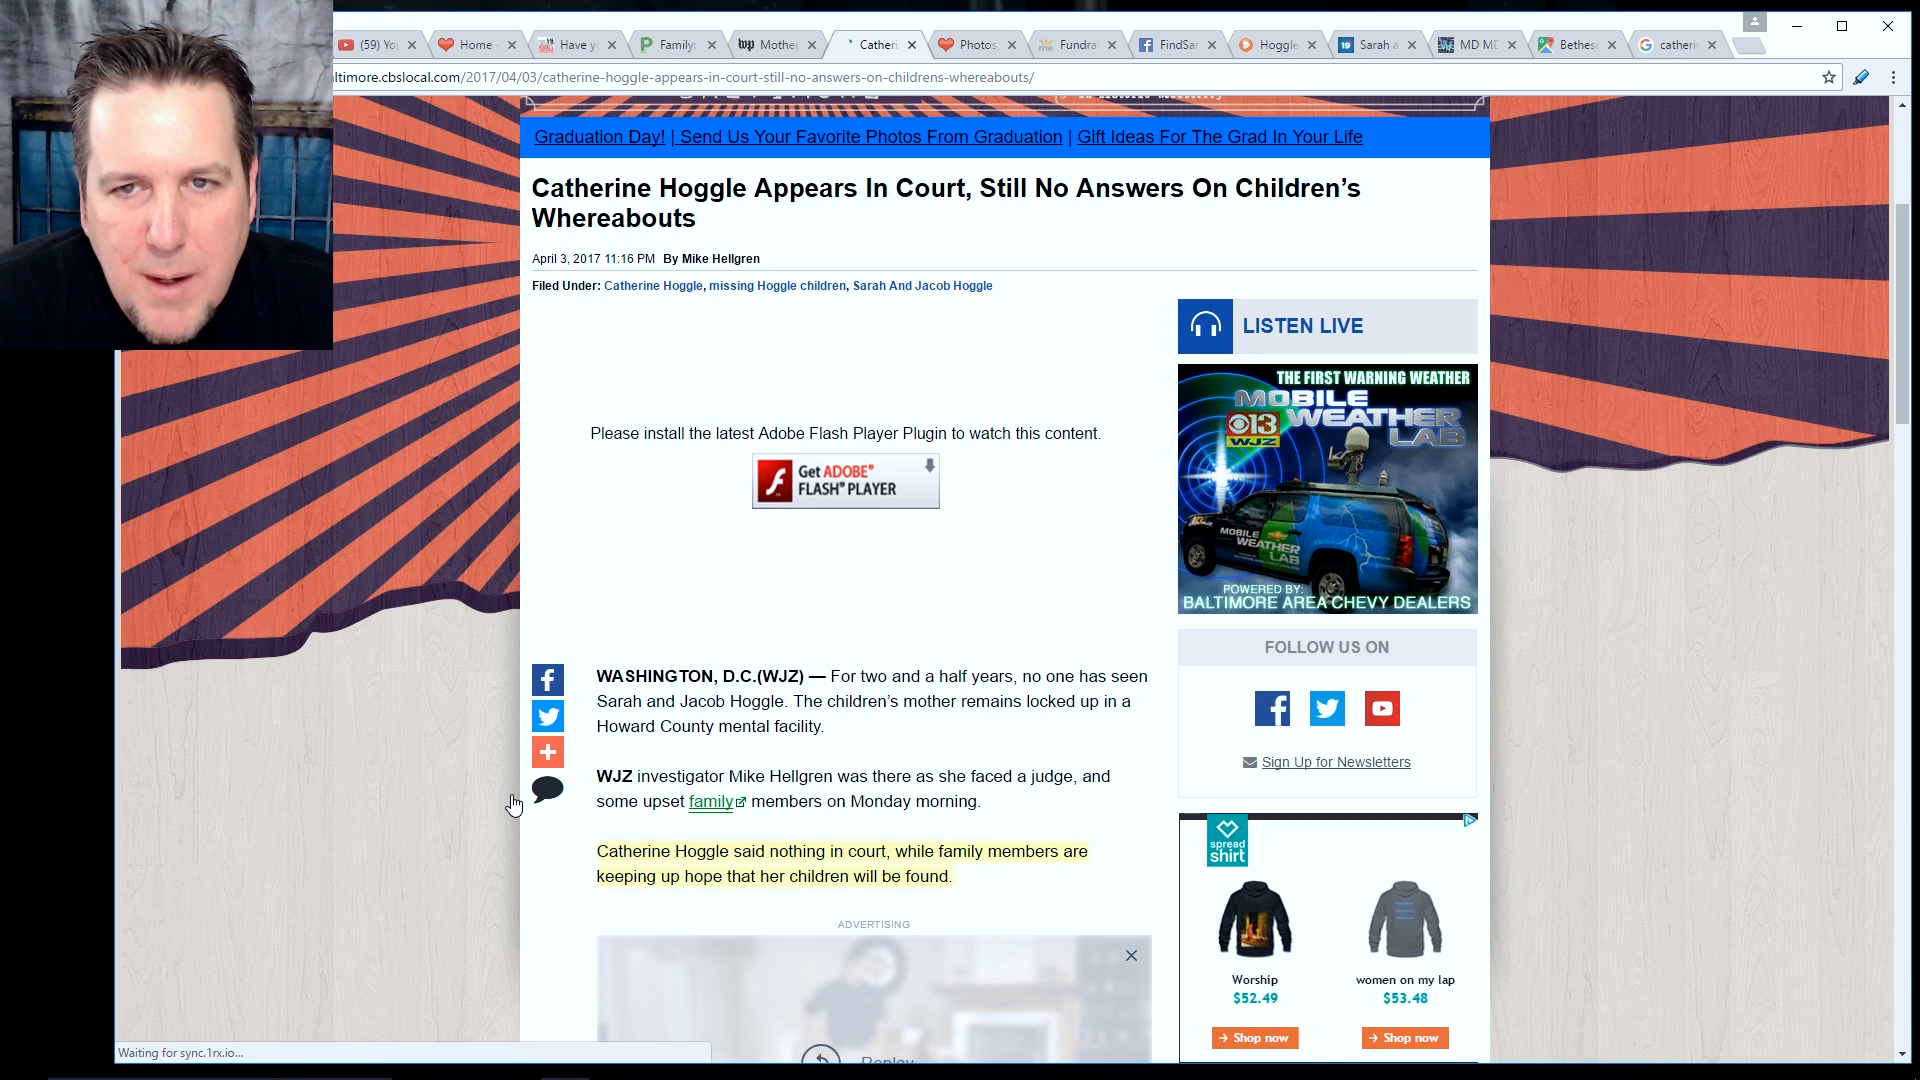 (59) Yo
Home
Have y
Family:
wp Mothe
Catheri
Photos
Fundra
FindSar
Hoggle
19 Sarah a
MD MD
Bethes
catheri
ltimore.cbslocal.com/2017/04/03/catherine-hoggle-appears-in-court-still-no-answers-on-childrens-whereabouts/
Graduation Day! | Send Us Your Favorite Photos From Graduation | Gift Ideas For The Grad In Your Life
Catherine Hoggle Appears In Court, Still No Answers On Children’s
Whereabouts
April 3, 2017 11:16 PM By Mike Hellgren
Filed Under: Catherine Hoggle, missing Hoggle children, Sarah And Jacob Hoggle
Please install the latest Adobe Flash Player Plugin to watch this content.
Get ADOBE®
FLASH® PLAYER
WASHINGTON, D.C.(WJZ) — For two and a half years, no one has seen
Sarah and Jacob Hoggle. The children’s mother remains locked up in a
Howard County mental facility.
WJZ investigator Mike Hellgren was there as she faced a judge, and
some upset family members on Monday morning.
Catherine Hoggle said nothing in court, while family members are
keeping up hope that her children will be found.
ADVERTISING
Replay
LISTEN LIVE
THE FIRST WARNING WEATHER
MOBILE
WEATHER
LAB
13
WJZ
MOBILE
WEATHER
LAB
POWERED BY:
BALTIMORE AREA CHEVY DEALERS
FOLLOW US ON
Sign Up for Newsletters
spread
shirt
Worship
$52.49
Shop now
women on my lap
$53.48
Shop now
Waiting for sync.1rx.io...